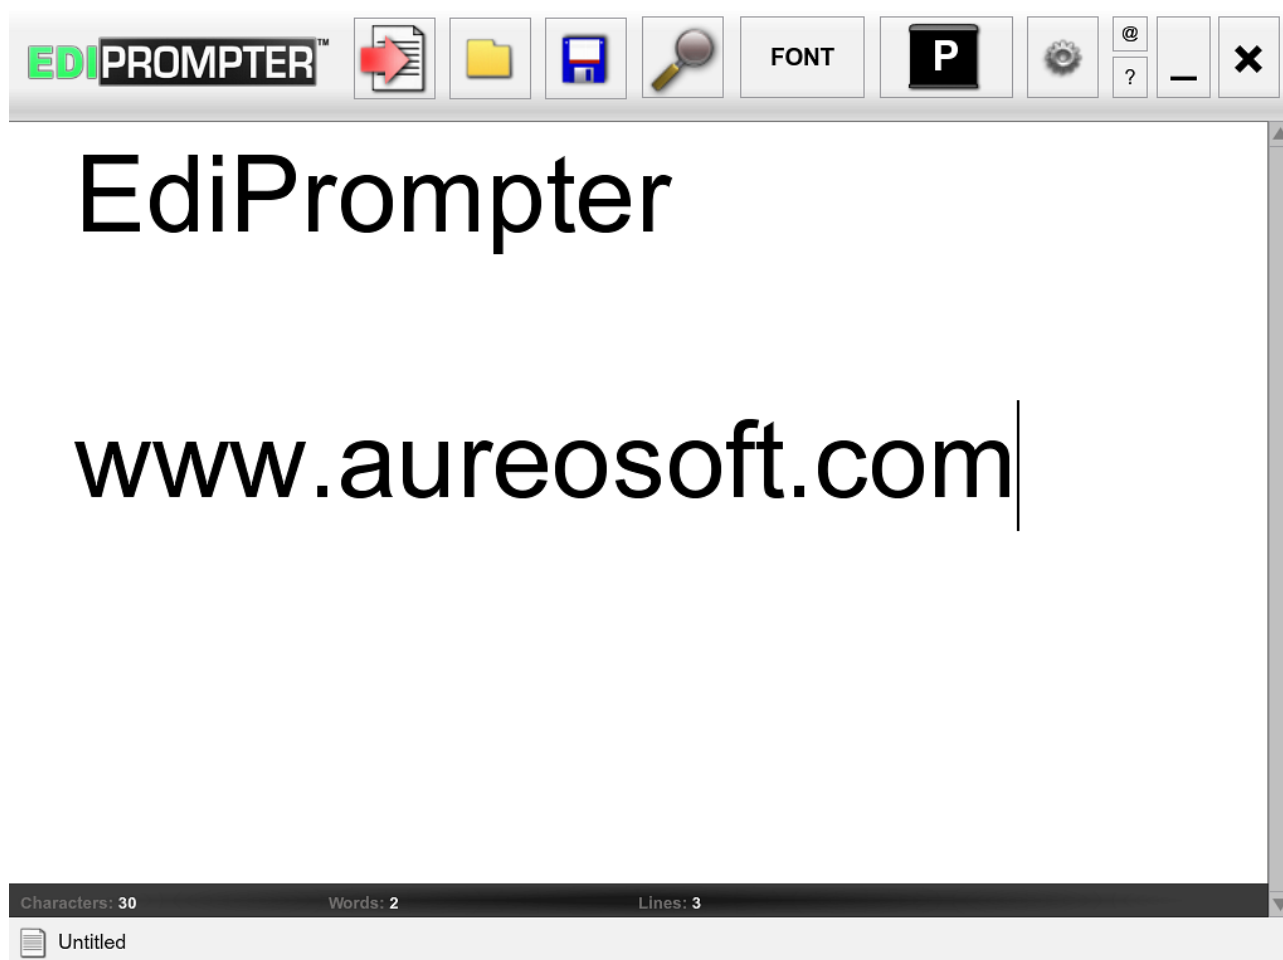 EDIPROMPTER™
FONT
P
@
?
EdiPrompter
www.aureosoft.com
Characters: 30 Words: 2 Lines: 3
Untitled